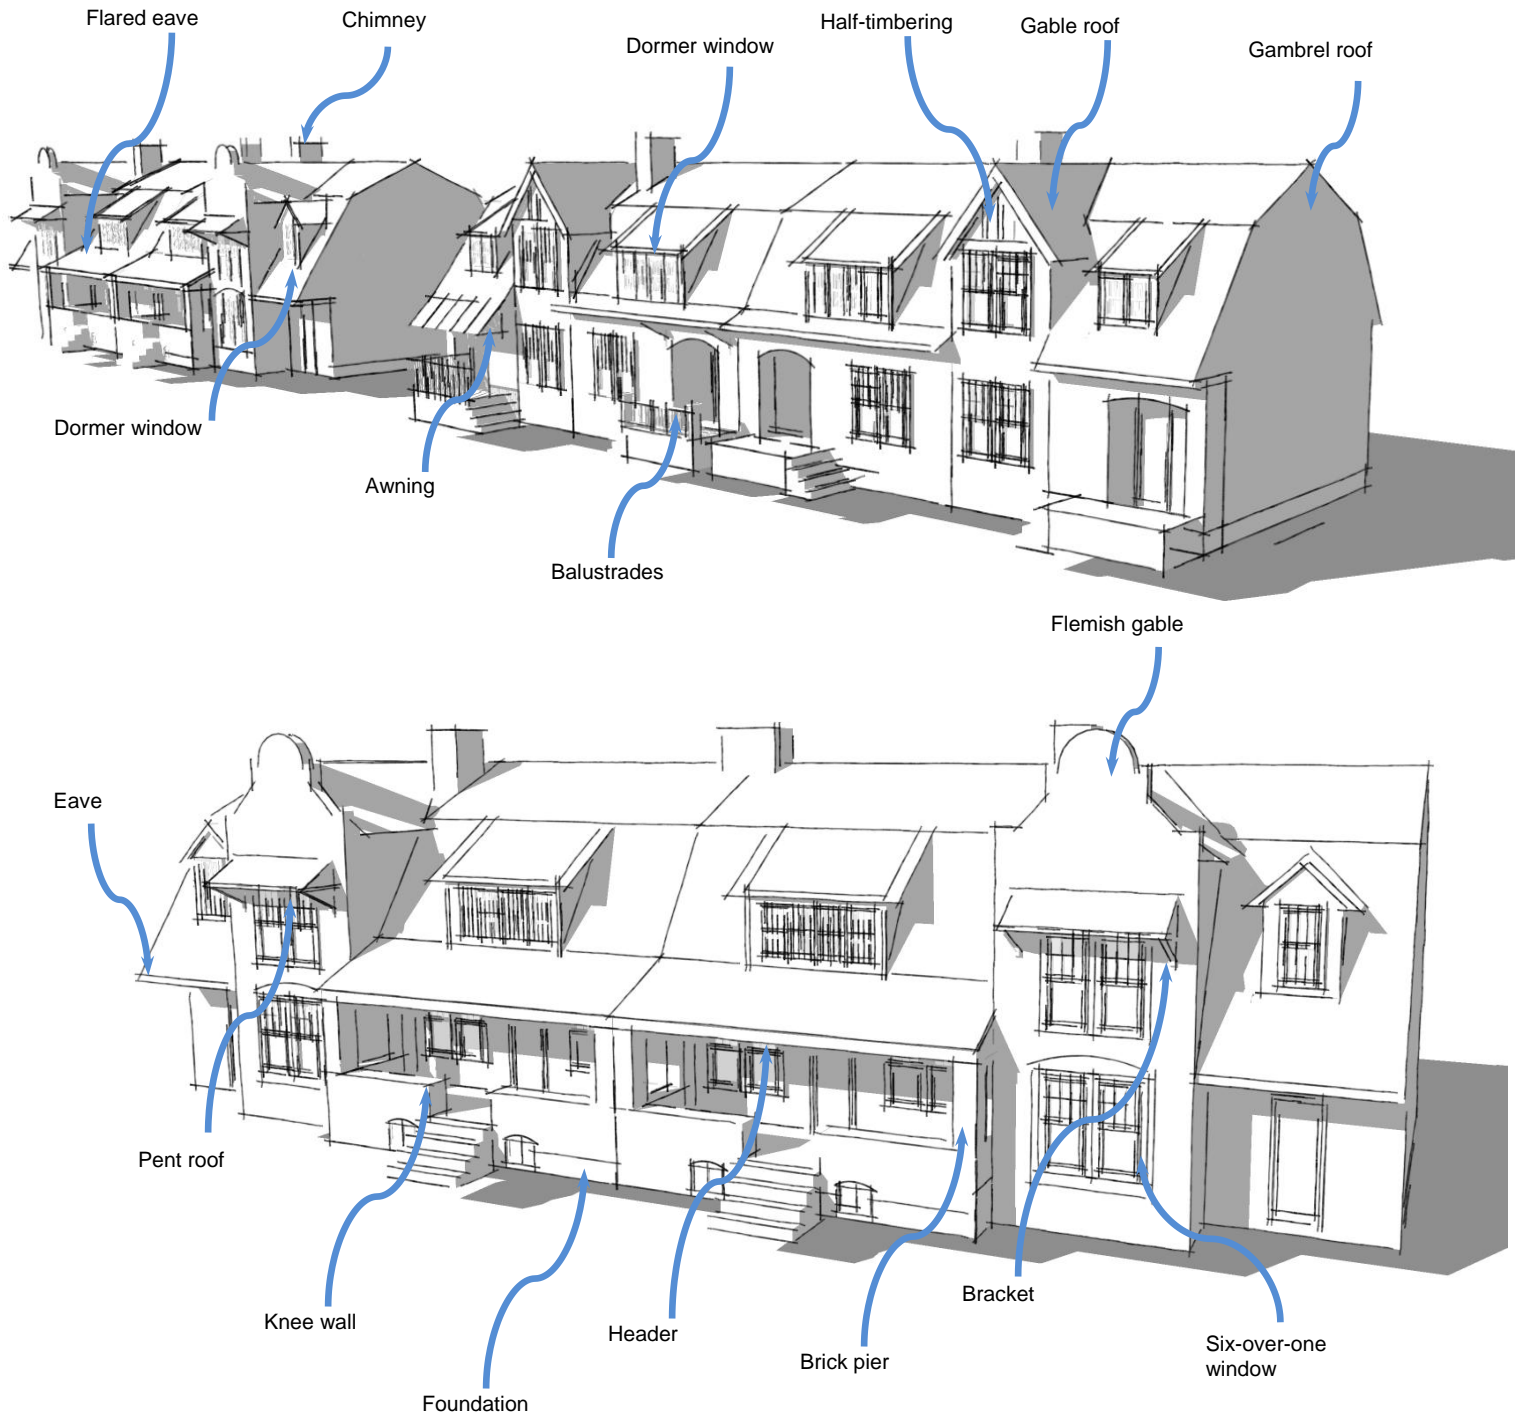 Flared eave
Chimney
Dormer window
Half-timbering
Gable roof
Gambrel roof
Dormer window
Awning
Balustrades
Flemish gable
Eave
Pent roof
Knee wall
Foundation
Header
Brick pier
Bracket
Six-over-one
window